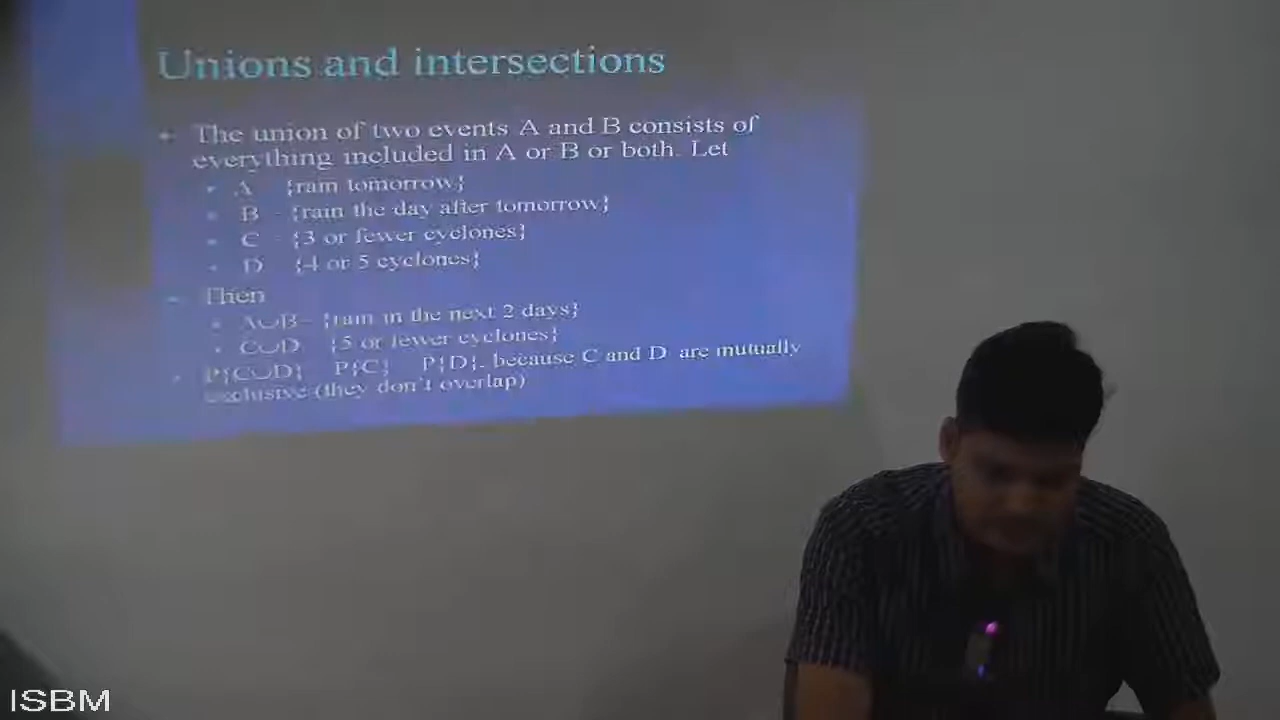 Unions and intersections
The union of two events A and B consists of
everything included in A or B or both. Let
A {rain tomorrow}
B - {rain the day after tomorrow}
C - {3 or fewer cyclones}
D {4 or 5 cyclones}
Then
A∪B= {rain in the next 2 days}
C∪D {5 or fewer cyclones}
P{C∪D} P{C} P{D}, because C and D are mutually
exclusive (they don't overlap)
ISBM